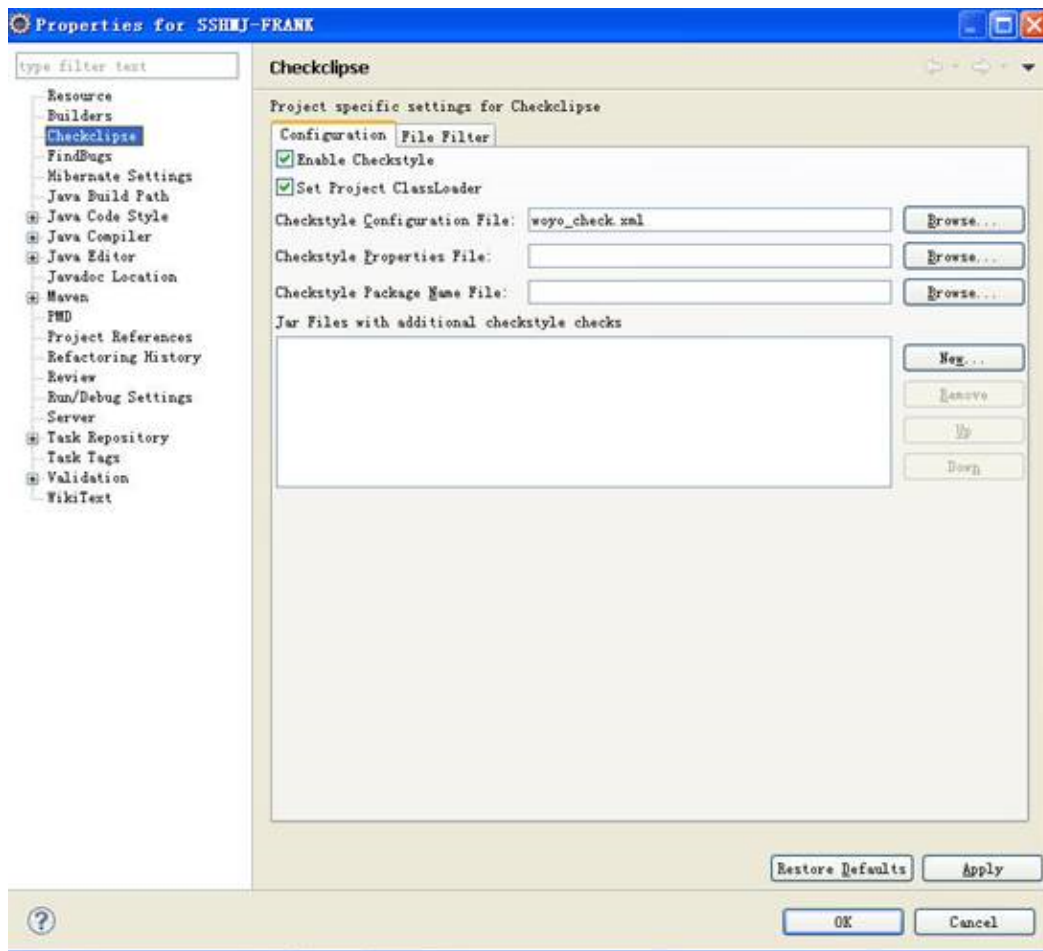 Properties for SSHMJ-FRANK
type filter text
Resource
Builders
Checkclipse
FindBugs
Hibernate Settings
Java Build Path
Java Code Style
Java Compiler
Java Editor
Javadoc Location
Maven
PMD
Project References
Refactoring History
Review
Run/Debug Settings
Server
Task Repository
Task Tags
Validation
WikiText
Checkclipse
Project specific settings for Checkclipse
Configuration File Filter
Enable Checkstyle
Set Project ClassLoader
Checkstyle Configuration File: woyo_check.xml Browse...
Checkstyle Properties File: Browse...
Checkstyle Package Name File: Browse...
Jar Files with additional checkstyle checks
New...
Remove
Up
Down
Restore Defaults Apply
? OK Cancel